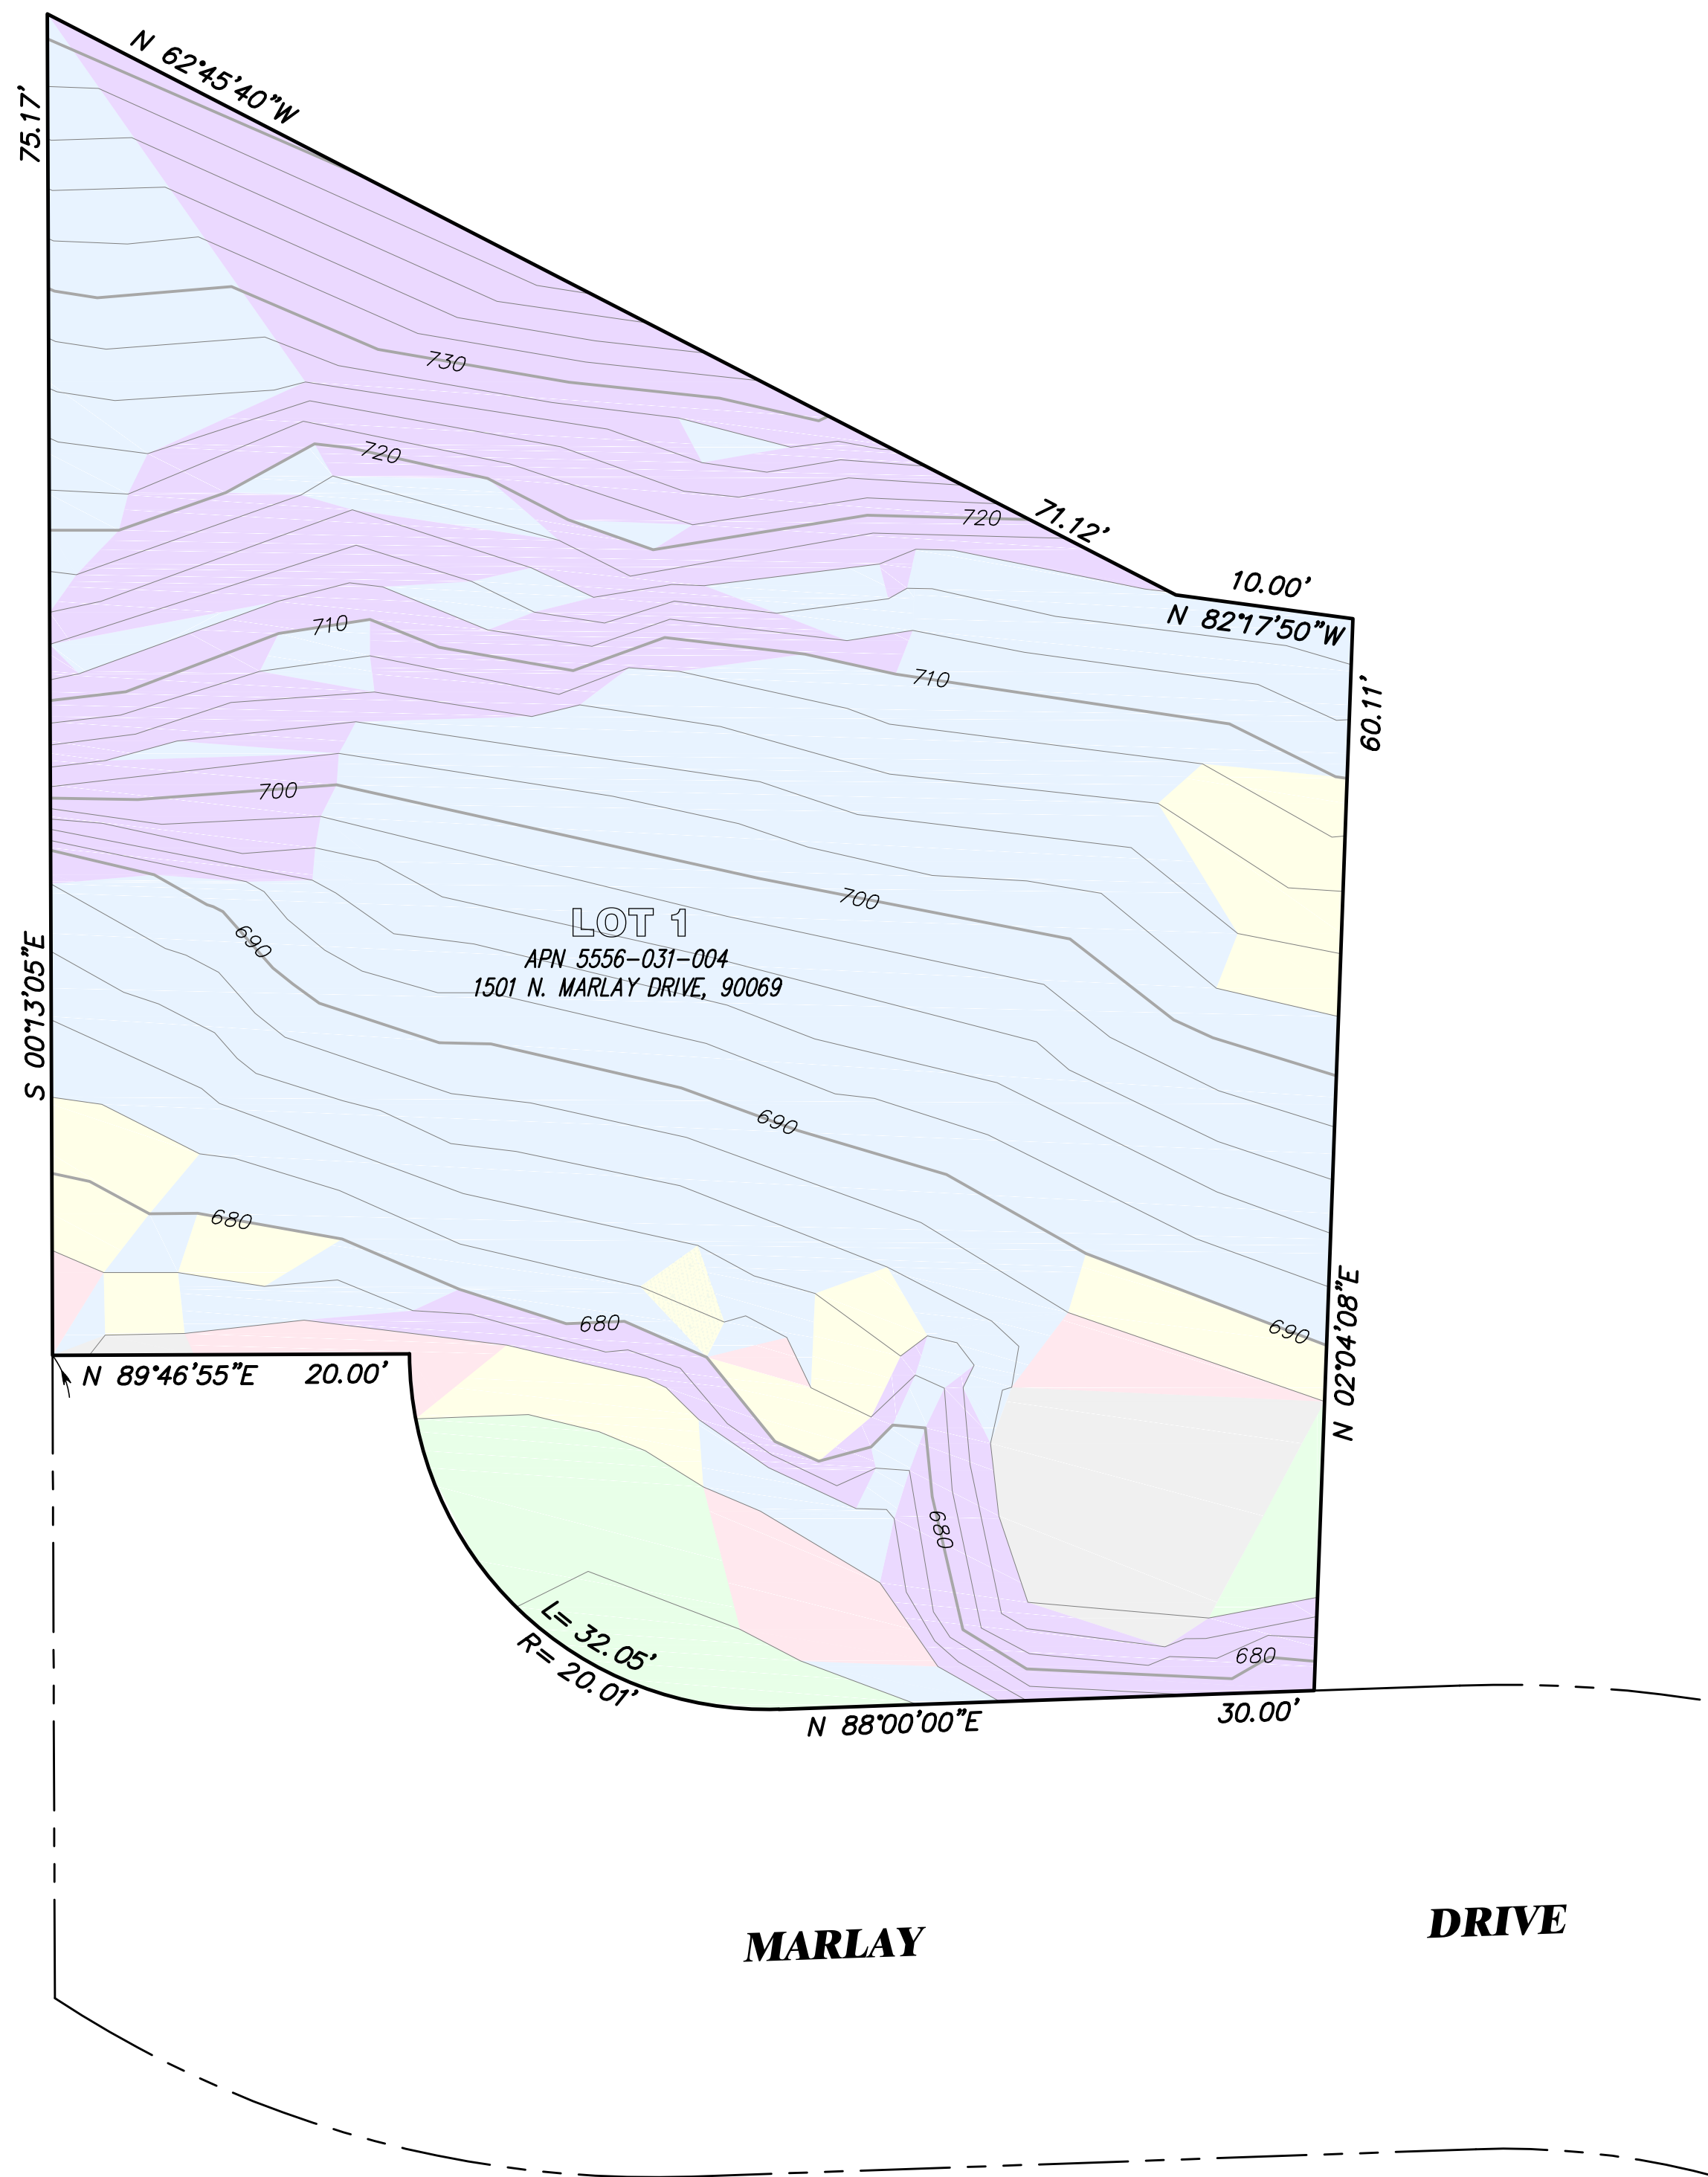 N 62°45'40"W
75.17'
730
720
720
71.12'
10.00'
N 82°17'50"W
710
710
60.11'
700
700
LOT 1
APN 5556-031-004
1501 N. MARLAY DRIVE, 90069
690
S 00°13'05"E
690
680
680
690
N 02°04'08"E
N 89°46'55"E
20.00'
680
L= 32.05'
R= 20.01'
680
N 88°00'00"E
30.00'
MARLAY DRIVE